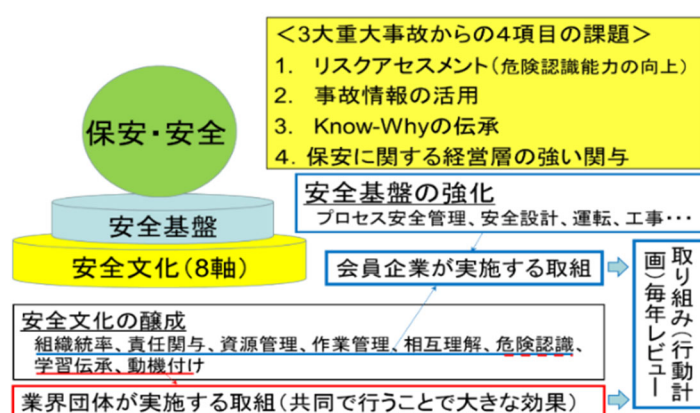 <3大重大事故からの4項目の課題>
1. リスクアセスメント(危険認識能力の向上)
2. 事故情報の活用
3. Know-Whyの伝承
4. 保安に関する経営層の強い関与
保安・安全
安全基盤
安全文化(8軸)
安全基盤の強化
プロセス安全管理、安全設計、運転、工事・・・
会員企業が実施する取組
取り組み(行動計
画)毎年レビュー
安全文化の醸成
組織統率、責任関与、資源管理、作業管理、相互理解、危険認識、
学習伝承、動機付け
業界団体が実施する取組(共同で行うことで大きな効果)